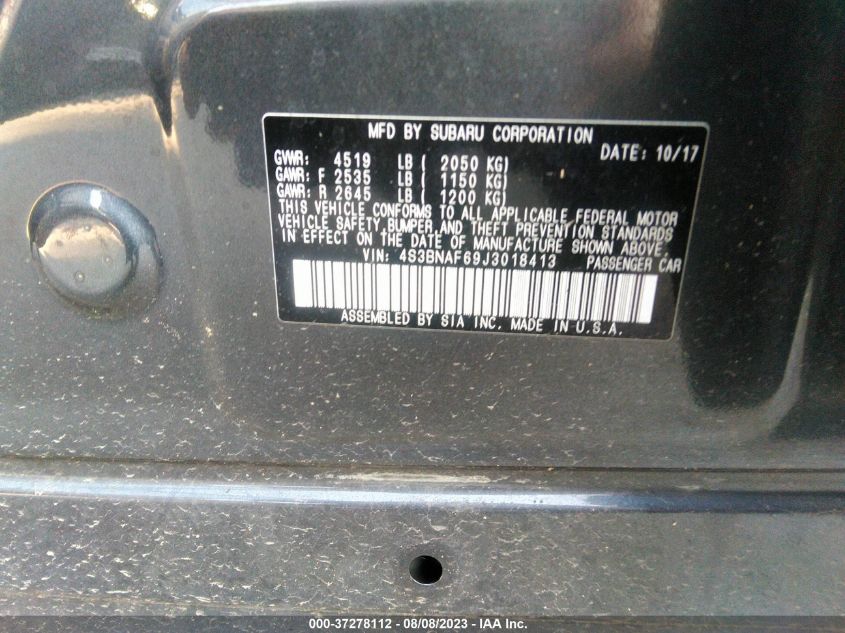 MFD BY SUBARU CORPORATION
DATE: 10/17
GVWR: 4519 LB ( 2050 KG)
GAWR: F 2535 LB ( 1150 KG)
GAWR: R 2645 LB ( 1200 KG)
THIS VEHICLE CONFORMS TO ALL APPLICABLE FEDERAL MOTOR
VEHICLE SAFETY, BUMPER, AND THEFT PREVENTION STANDARDS
IN EFFECT ON THE DATE OF MANUFACTURE SHOWN ABOVE.
VIN: 4S3BNAF69J3018413 PASSENGER CAR
ASSEMBLED BY SIA INC. MADE IN U.S.A.
000-37278112 - 08/08/2023 - IAA Inc.